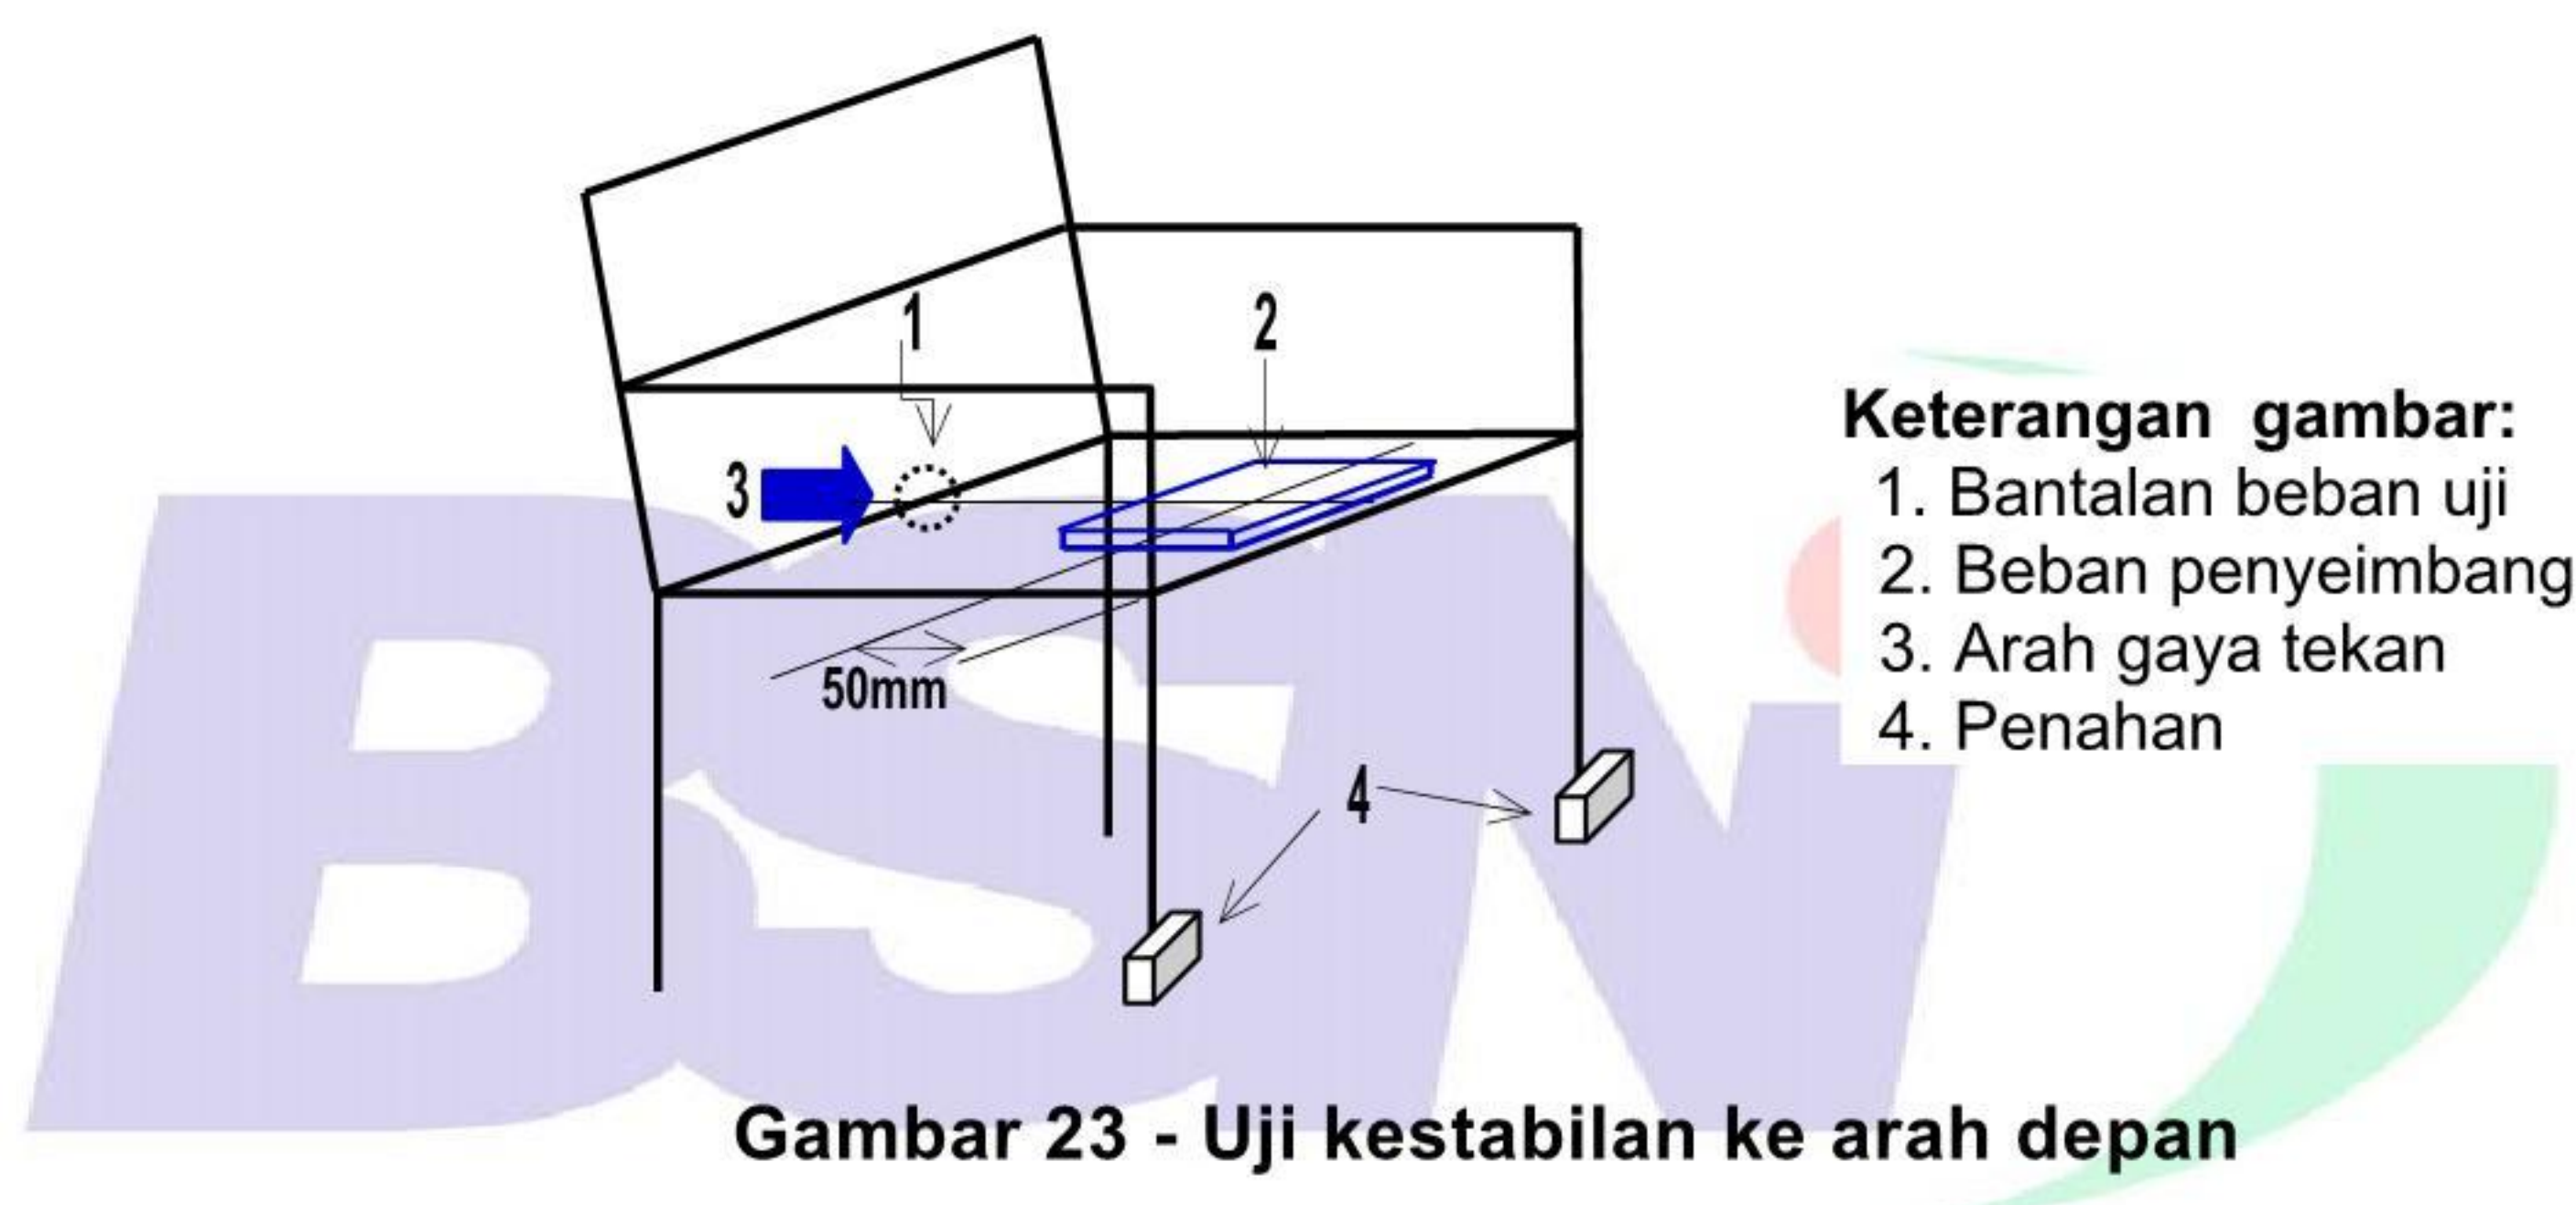 1
2
3
50mm
4
Keterangan gambar:
1. Bantalan beban uji
2. Beban penyeimbang
3. Arah gaya tekan
4. Penahan
Gambar 23 - Uji kestabilan ke arah depan
BSN